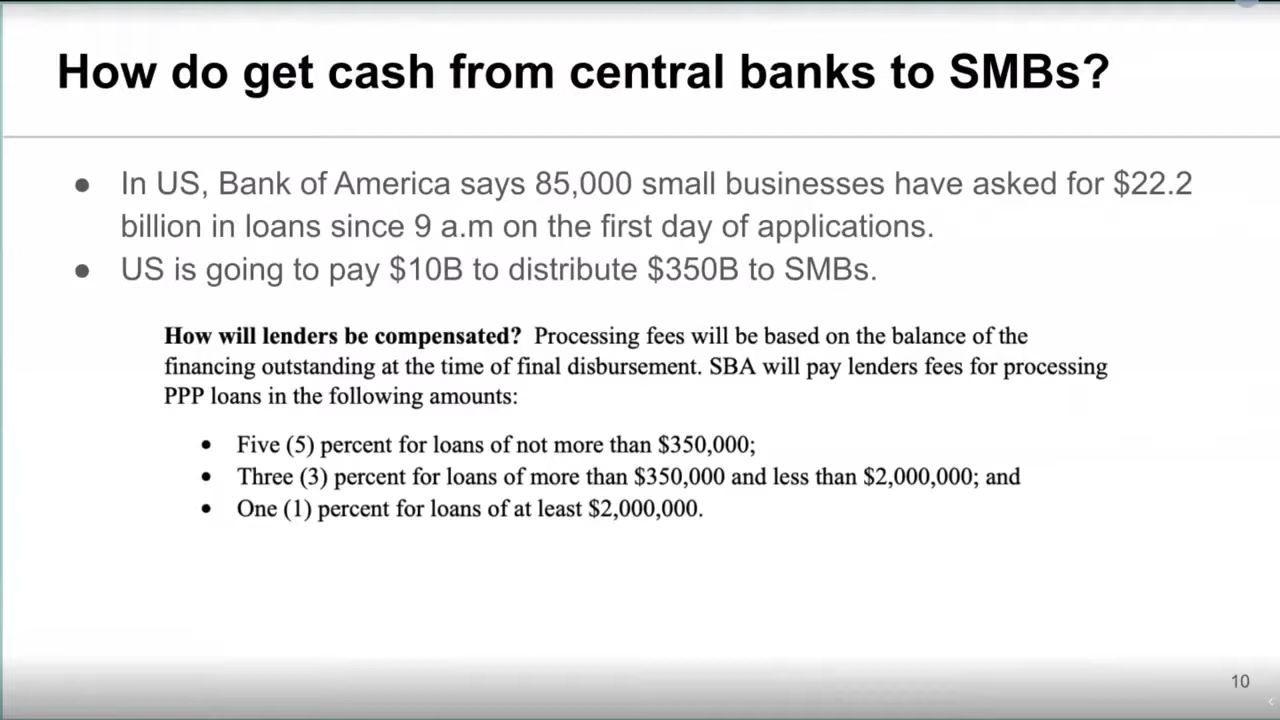 How do get cash from central banks to SMBs?
● In US, Bank of America says 85,000 small businesses have asked for $22.2
billion in loans since 9 a.m on the first day of applications.
● US is going to pay $10B to distribute $350B to SMBs.
How will lenders be compensated? Processing fees will be based on the balance of the
financing outstanding at the time of final disbursement. SBA will pay lenders fees for processing
PPP loans in the following amounts:
• Five (5) percent for loans of not more than $350,000;
• Three (3) percent for loans of more than $350,000 and less than $2,000,000; and
• One (1) percent for loans of at least $2,000,000.
10